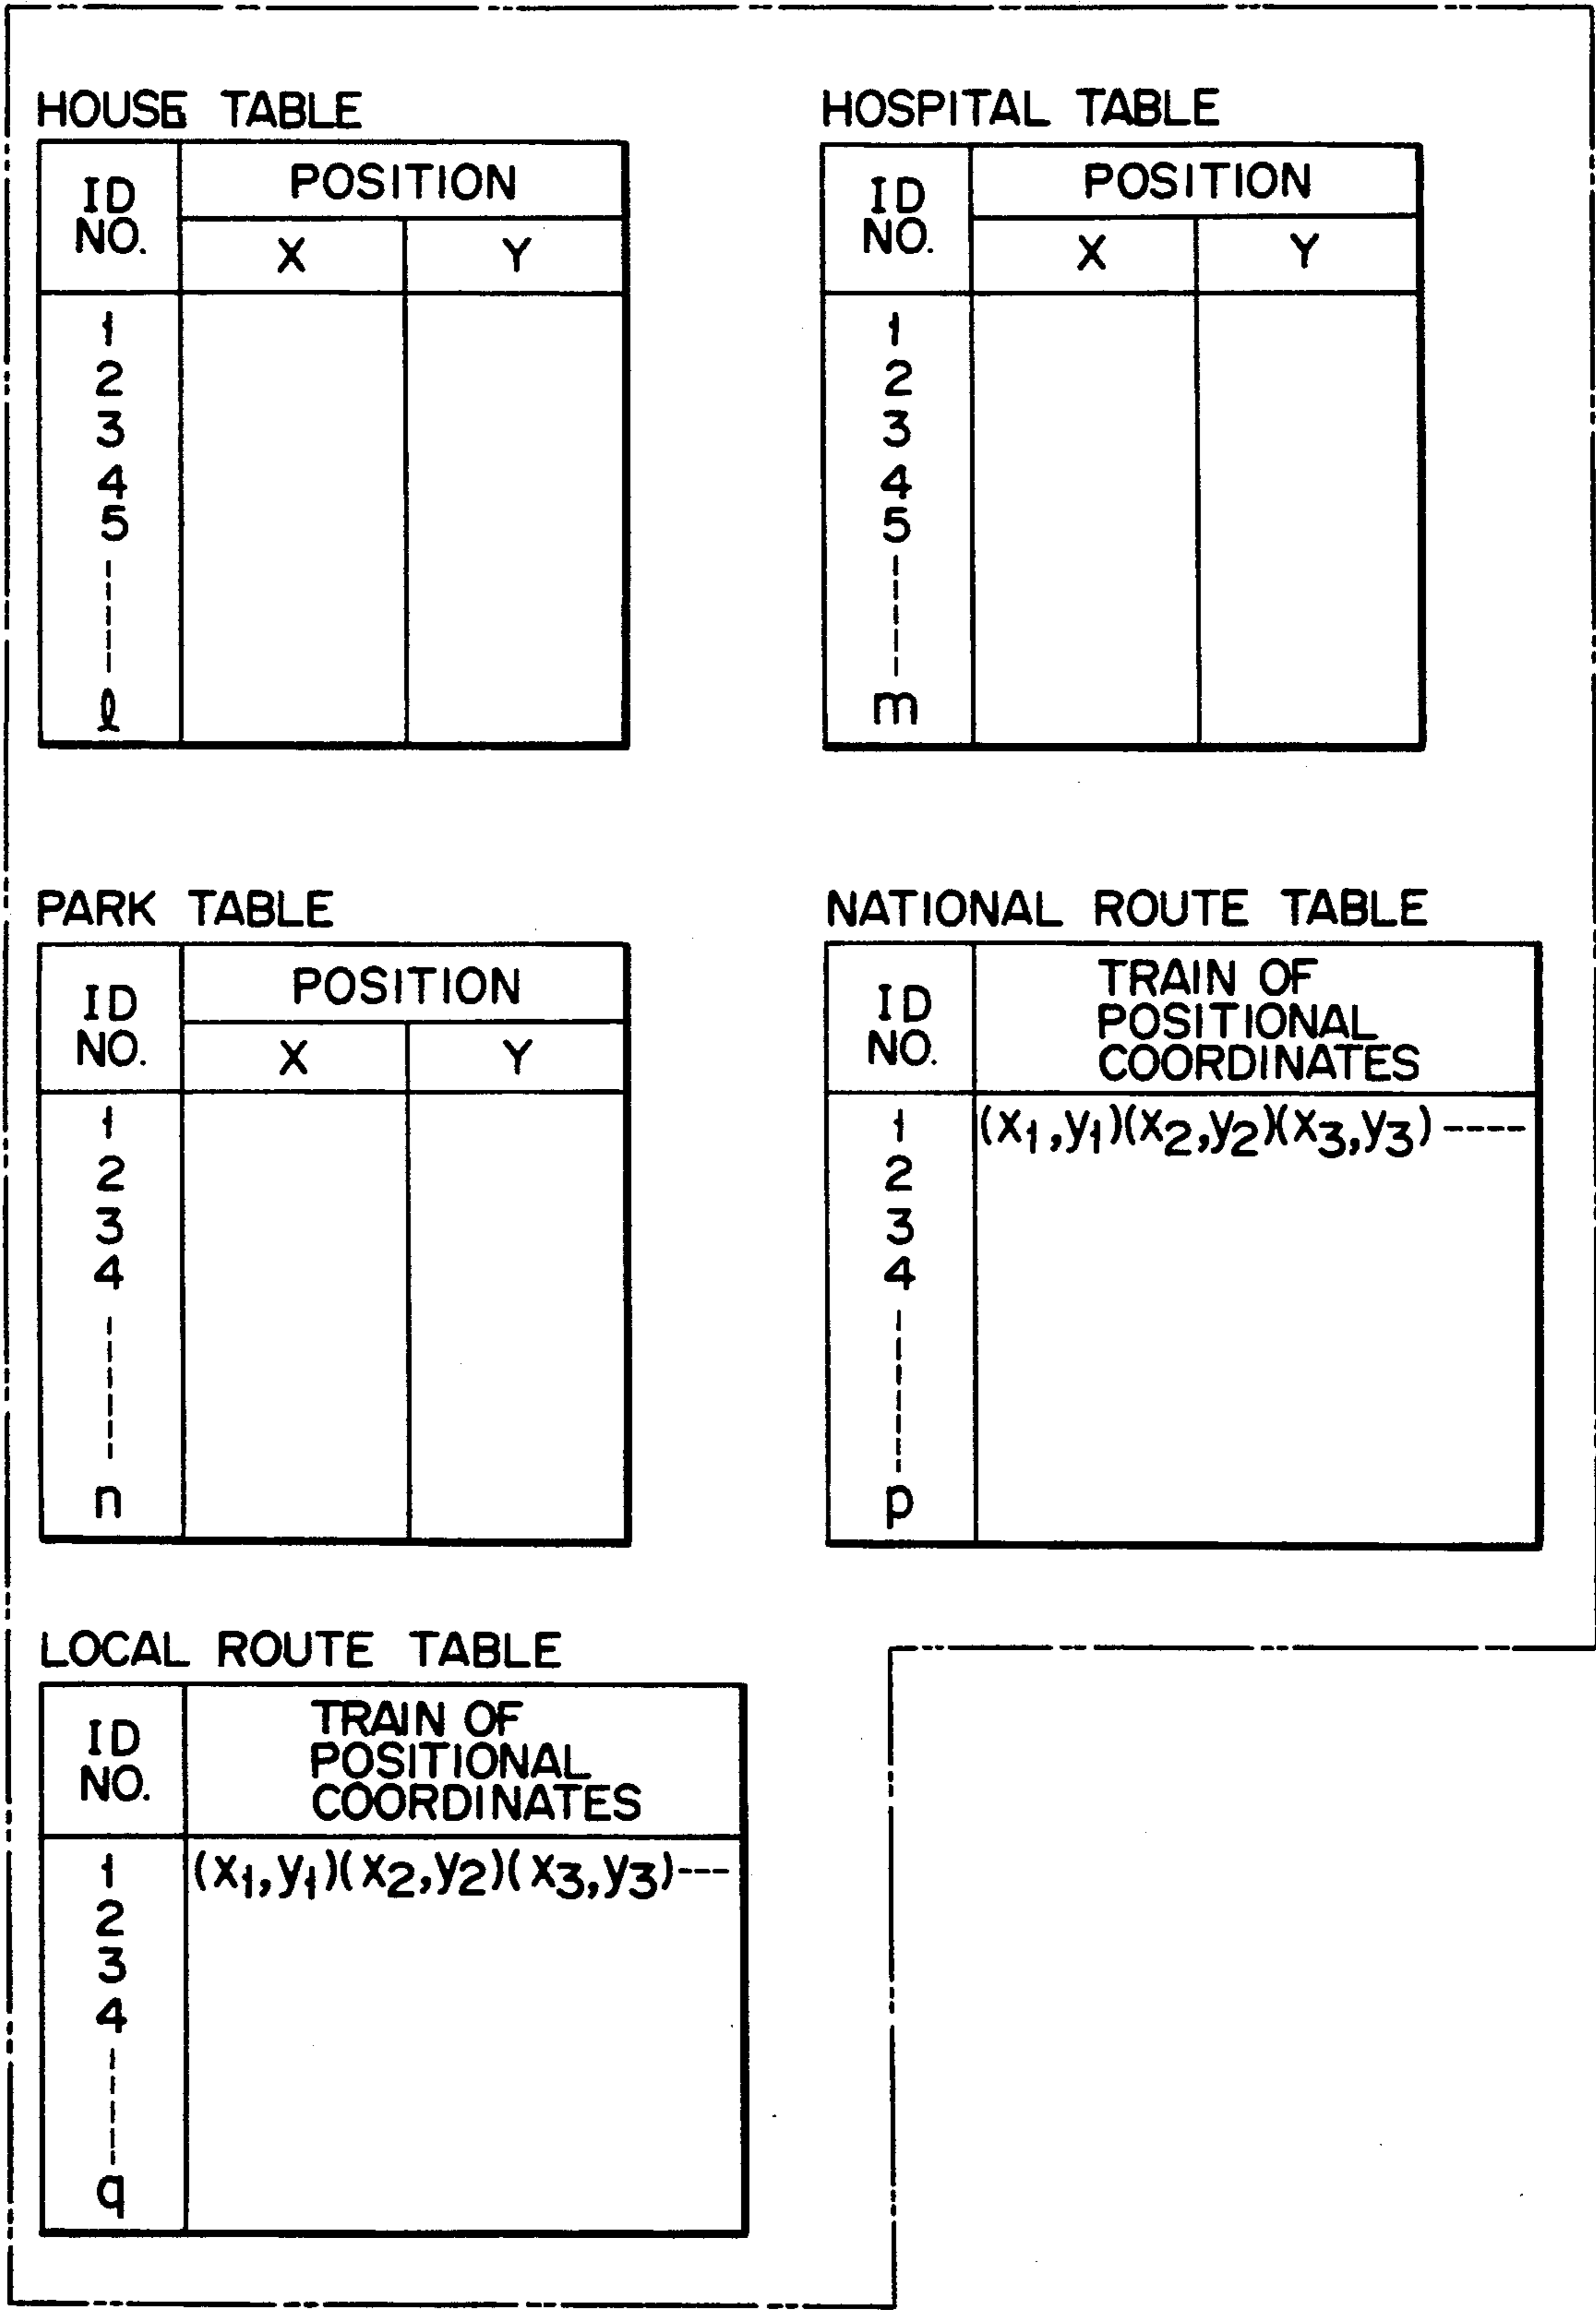 HOUSE TABLE
ID NO. POSITION
X Y
1
2
3
4
5
ℓ
HOSPITAL TABLE
ID NO. POSITION
X Y
1
2
3
4
5
m
PARK TABLE
ID NO. POSITION
X Y
1
2
3
4
n
NATIONAL ROUTE TABLE
ID
NO.
TRAIN OF
POSITIONAL
COORDINATES
1 (x1,y1)(x2,y2)(x3,y3)----
2
3
4
p
LOCAL ROUTE TABLE
ID
NO.
TRAIN OF
POSITIONAL
COORDINATES
1 (x1,y1)(x2,y2)(x3,y3)---
2
3
4
q